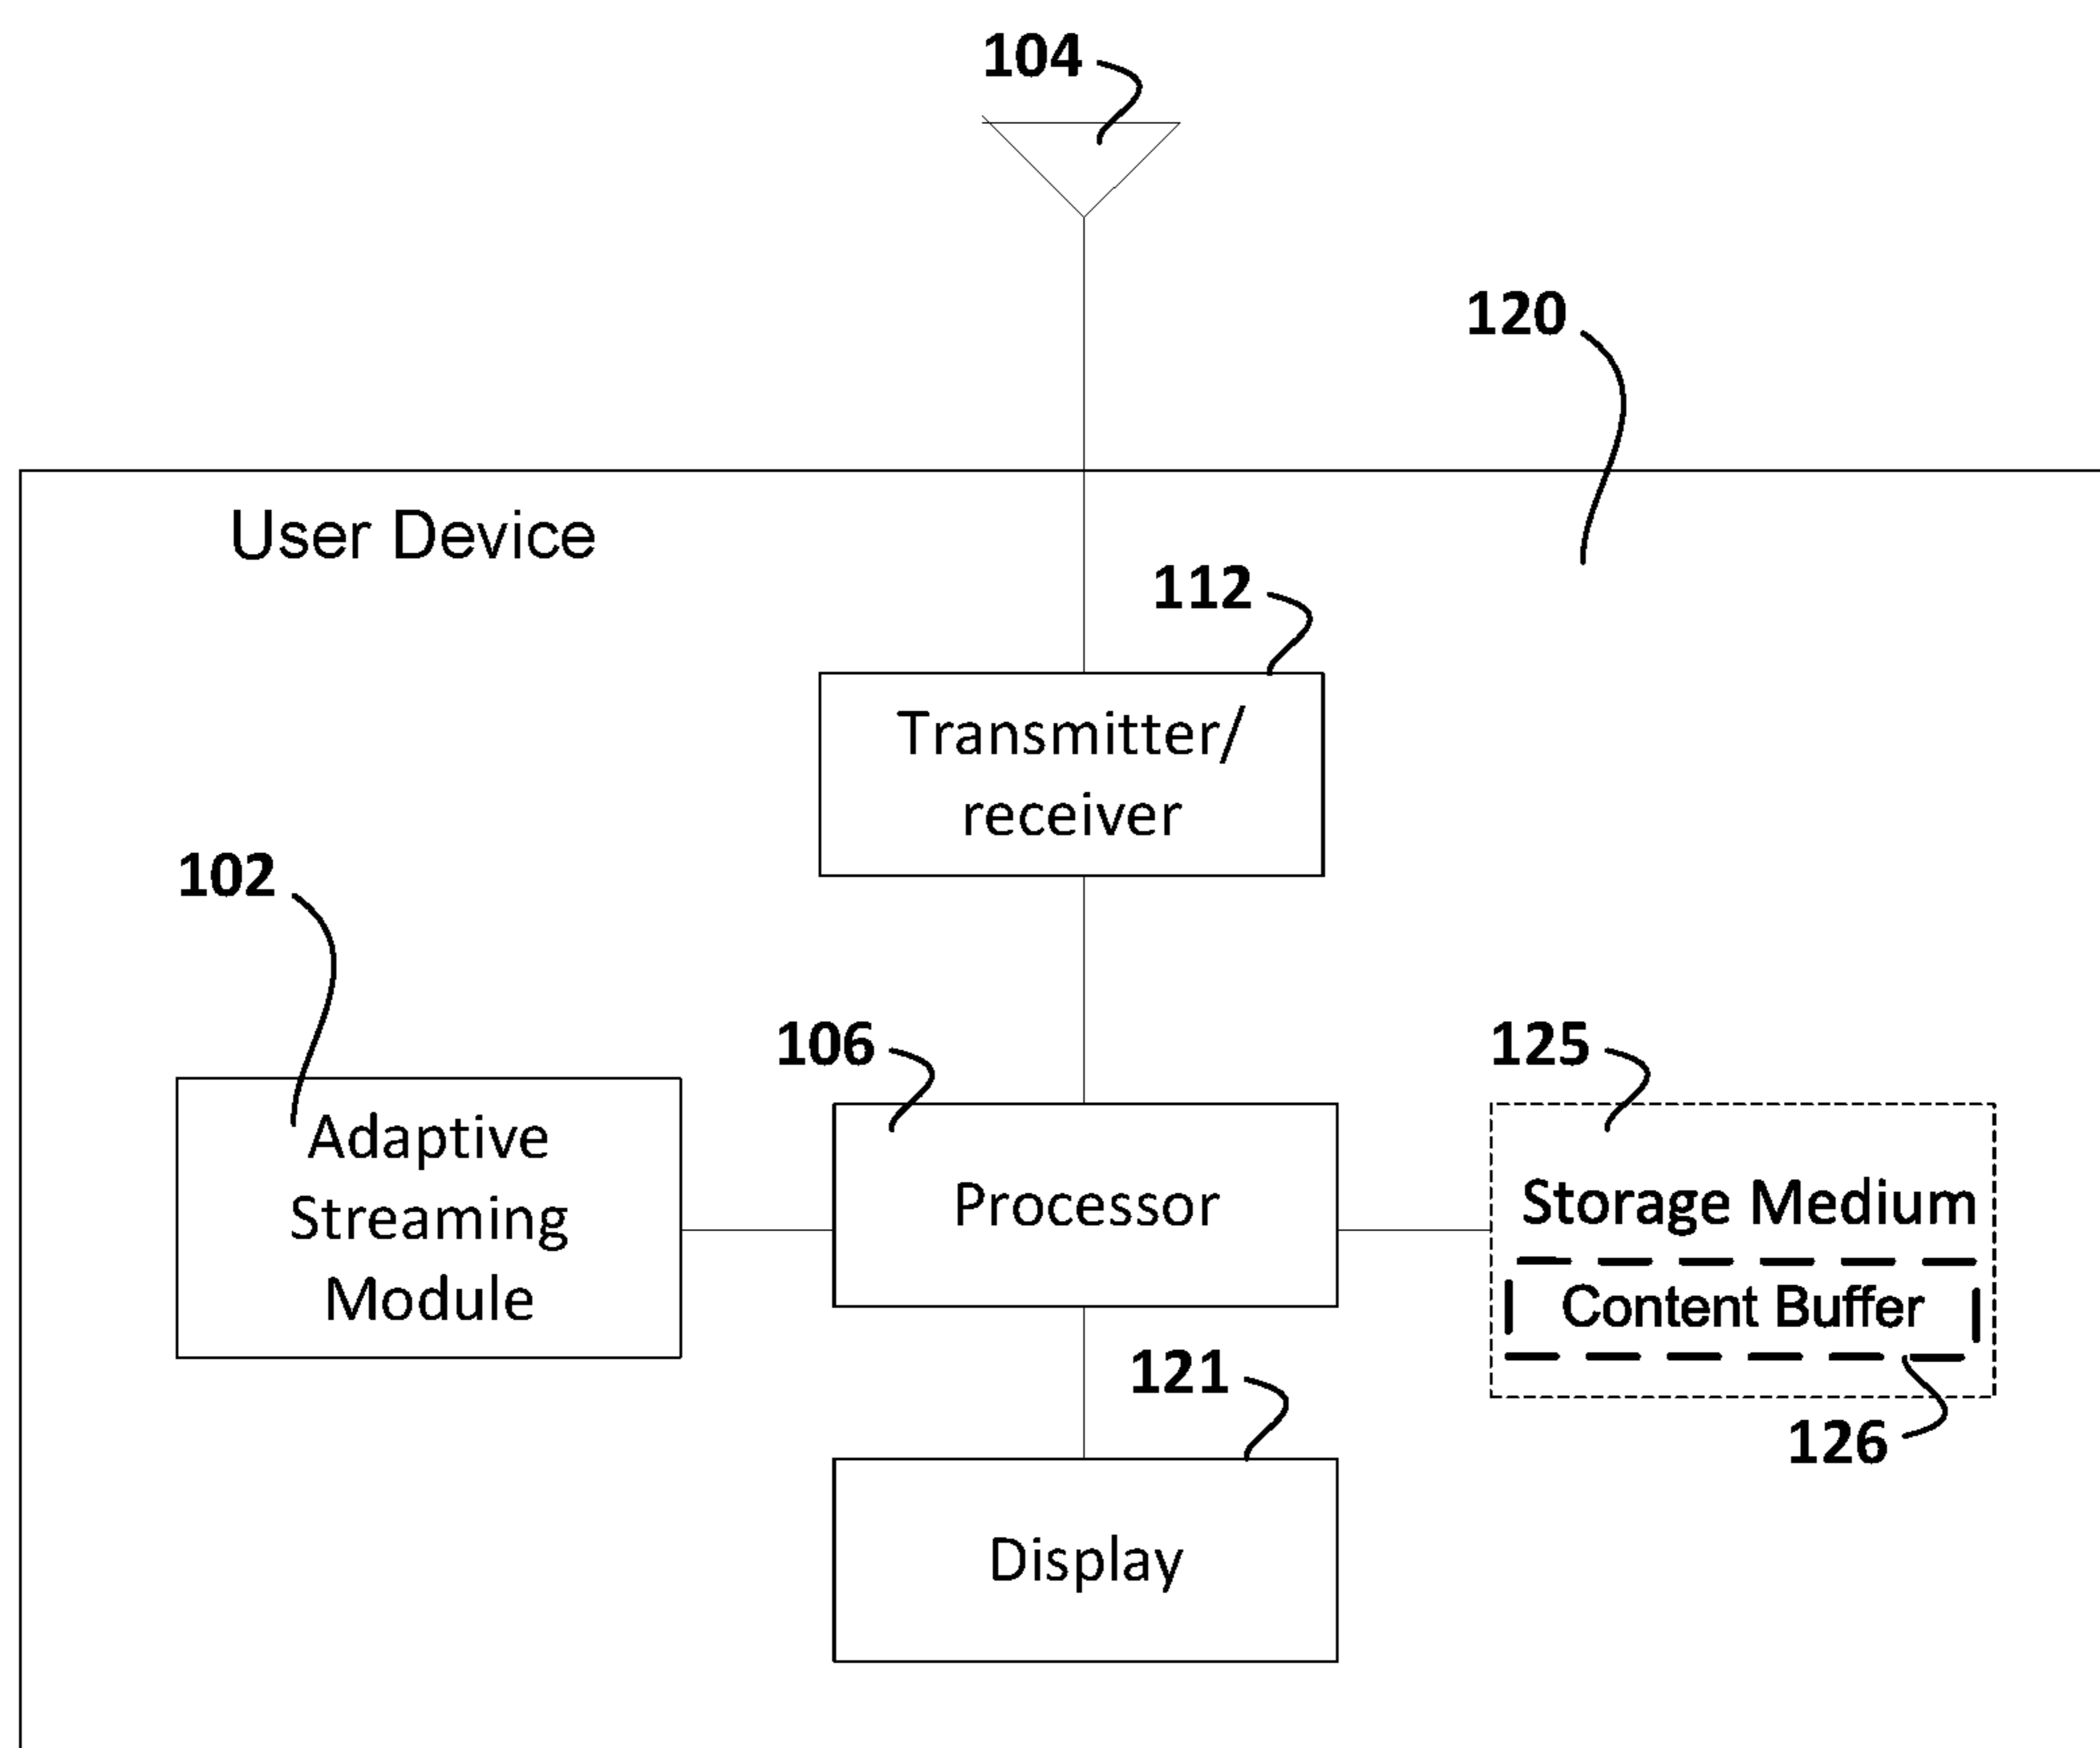 104
120
User Device
112
Transmitter/
receiver
102
106
125
Adaptive
Streaming
Module
Processor
Storage Medium
Content Buffer
121
126
Display